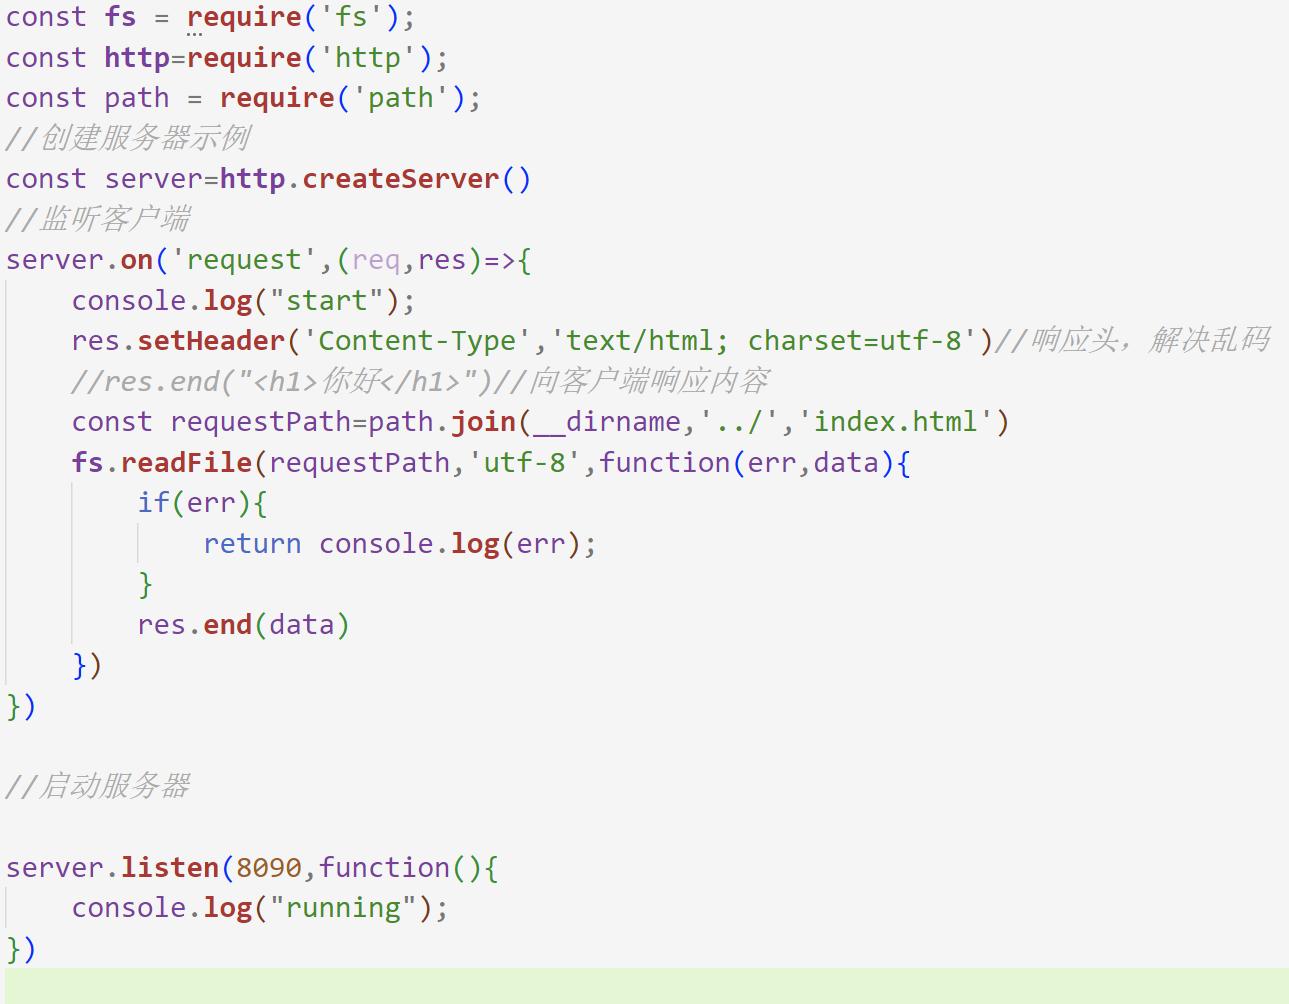 const fs = require('fs');
const http=require('http');
const path = require('path');
//创建服务器示例
const server=http.createServer()
//监听客户端
server.on('request',(req,res)=>{
    console.log("start");
    res.setHeader('Content-Type','text/html; charset=utf-8')//响应头，解决乱码
    //res.end("<h1>你好</h1>")//向客户端响应内容
    const requestPath=path.join(__dirname,'../','index.html')
    fs.readFile(requestPath,'utf-8',function(err,data){
        if(err){
            return console.log(err);
        }
        res.end(data)
    })
})
//启动服务器
server.listen(8090,function(){
    console.log("running");
})